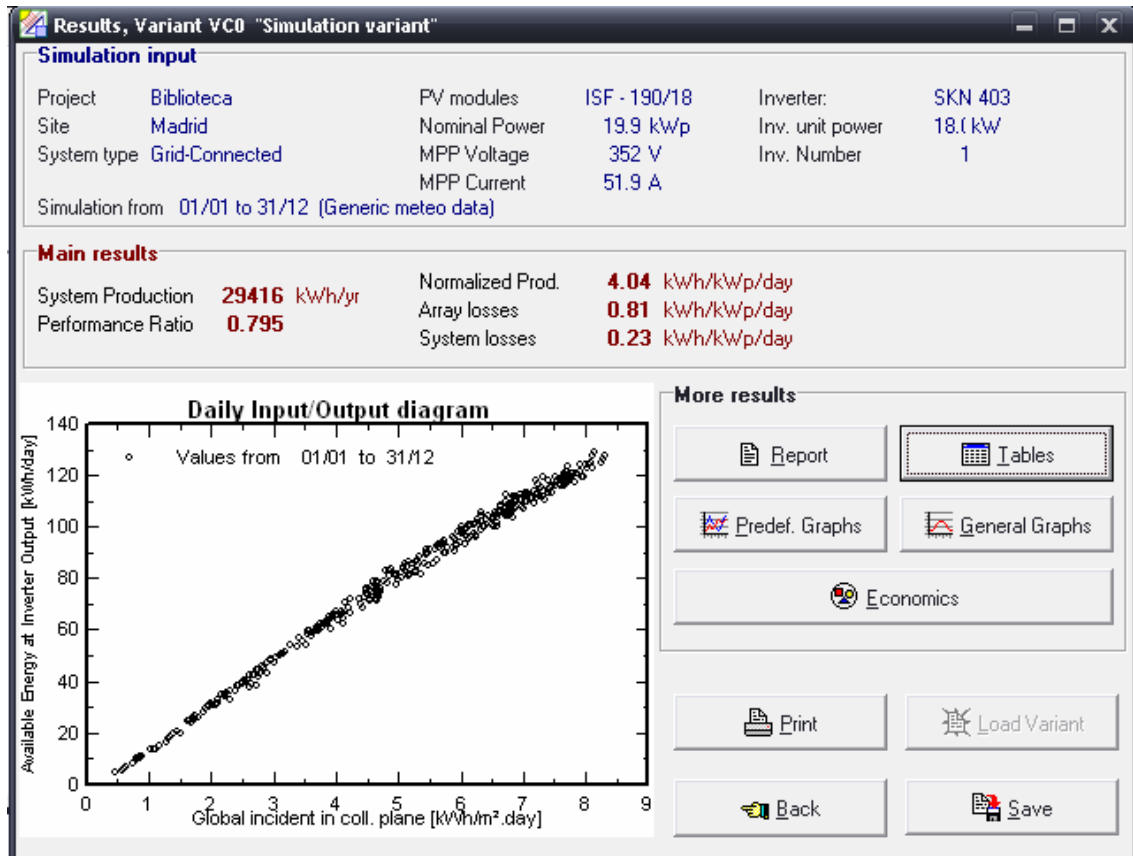 Results, Variant VC0 "Simulation variant"
Simulation input
Project Biblioteca
Site Madrid
System type Grid-Connected
PV modules ISF - 190/18
Nominal Power 19.9 kWp
MPP Voltage 352 V
MPP Current 51.9 A
Inverter: SKN 403
Inv. unit power 18.( kW
Inv. Number 1
Simulation from 01/01 to 31/12 (Generic meteo data)
Main results
System Production 29416 kWh/yr
Performance Ratio 0.795
Normalized Prod. 4.04 kWh/kWp/day
Array losses 0.81 kWh/kWp/day
System losses 0.23 kWh/kWp/day
Daily Input/Output diagram
Values from 01/01 to 31/12
Available Energy at Inverter Output [kWh/day]
140
120
100
80
60
40
20
0
0 1 2 3 4 5 6 7 8 9
Global incident in coll. plane [kWh/m².day]
More results
Report
Tables
Predef. Graphs
General Graphs
Economics
Print
Load Variant
Back
Save